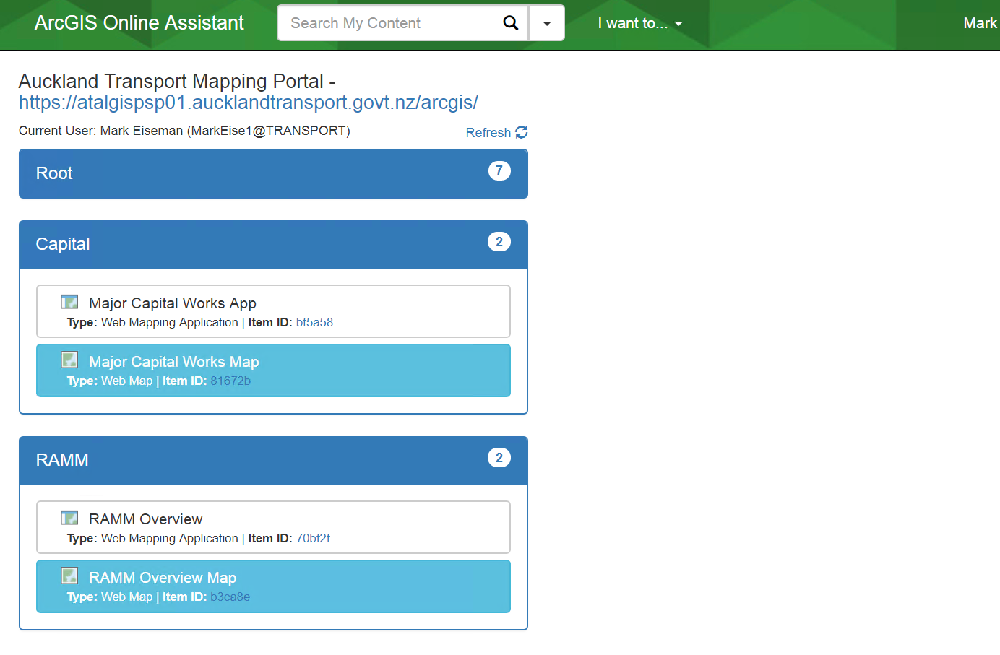 ArcGIS Online Assistant Search My Content I want to... Mark
Auckland Transport Mapping Portal -
https://atalgispsp01.aucklandtransport.govt.nz/arcgis/
Current User: Mark Eiseman (MarkEise1@TRANSPORT) Refresh
Root 7
Capital 2
Major Capital Works App
Type: Web Mapping Application | Item ID: bf5a58
Major Capital Works Map
Type: Web Map | Item ID: 81672b
RAMM 2
RAMM Overview
Type: Web Mapping Application | Item ID: 70bf2f
RAMM Overview Map
Type: Web Map | Item ID: b3ca8e